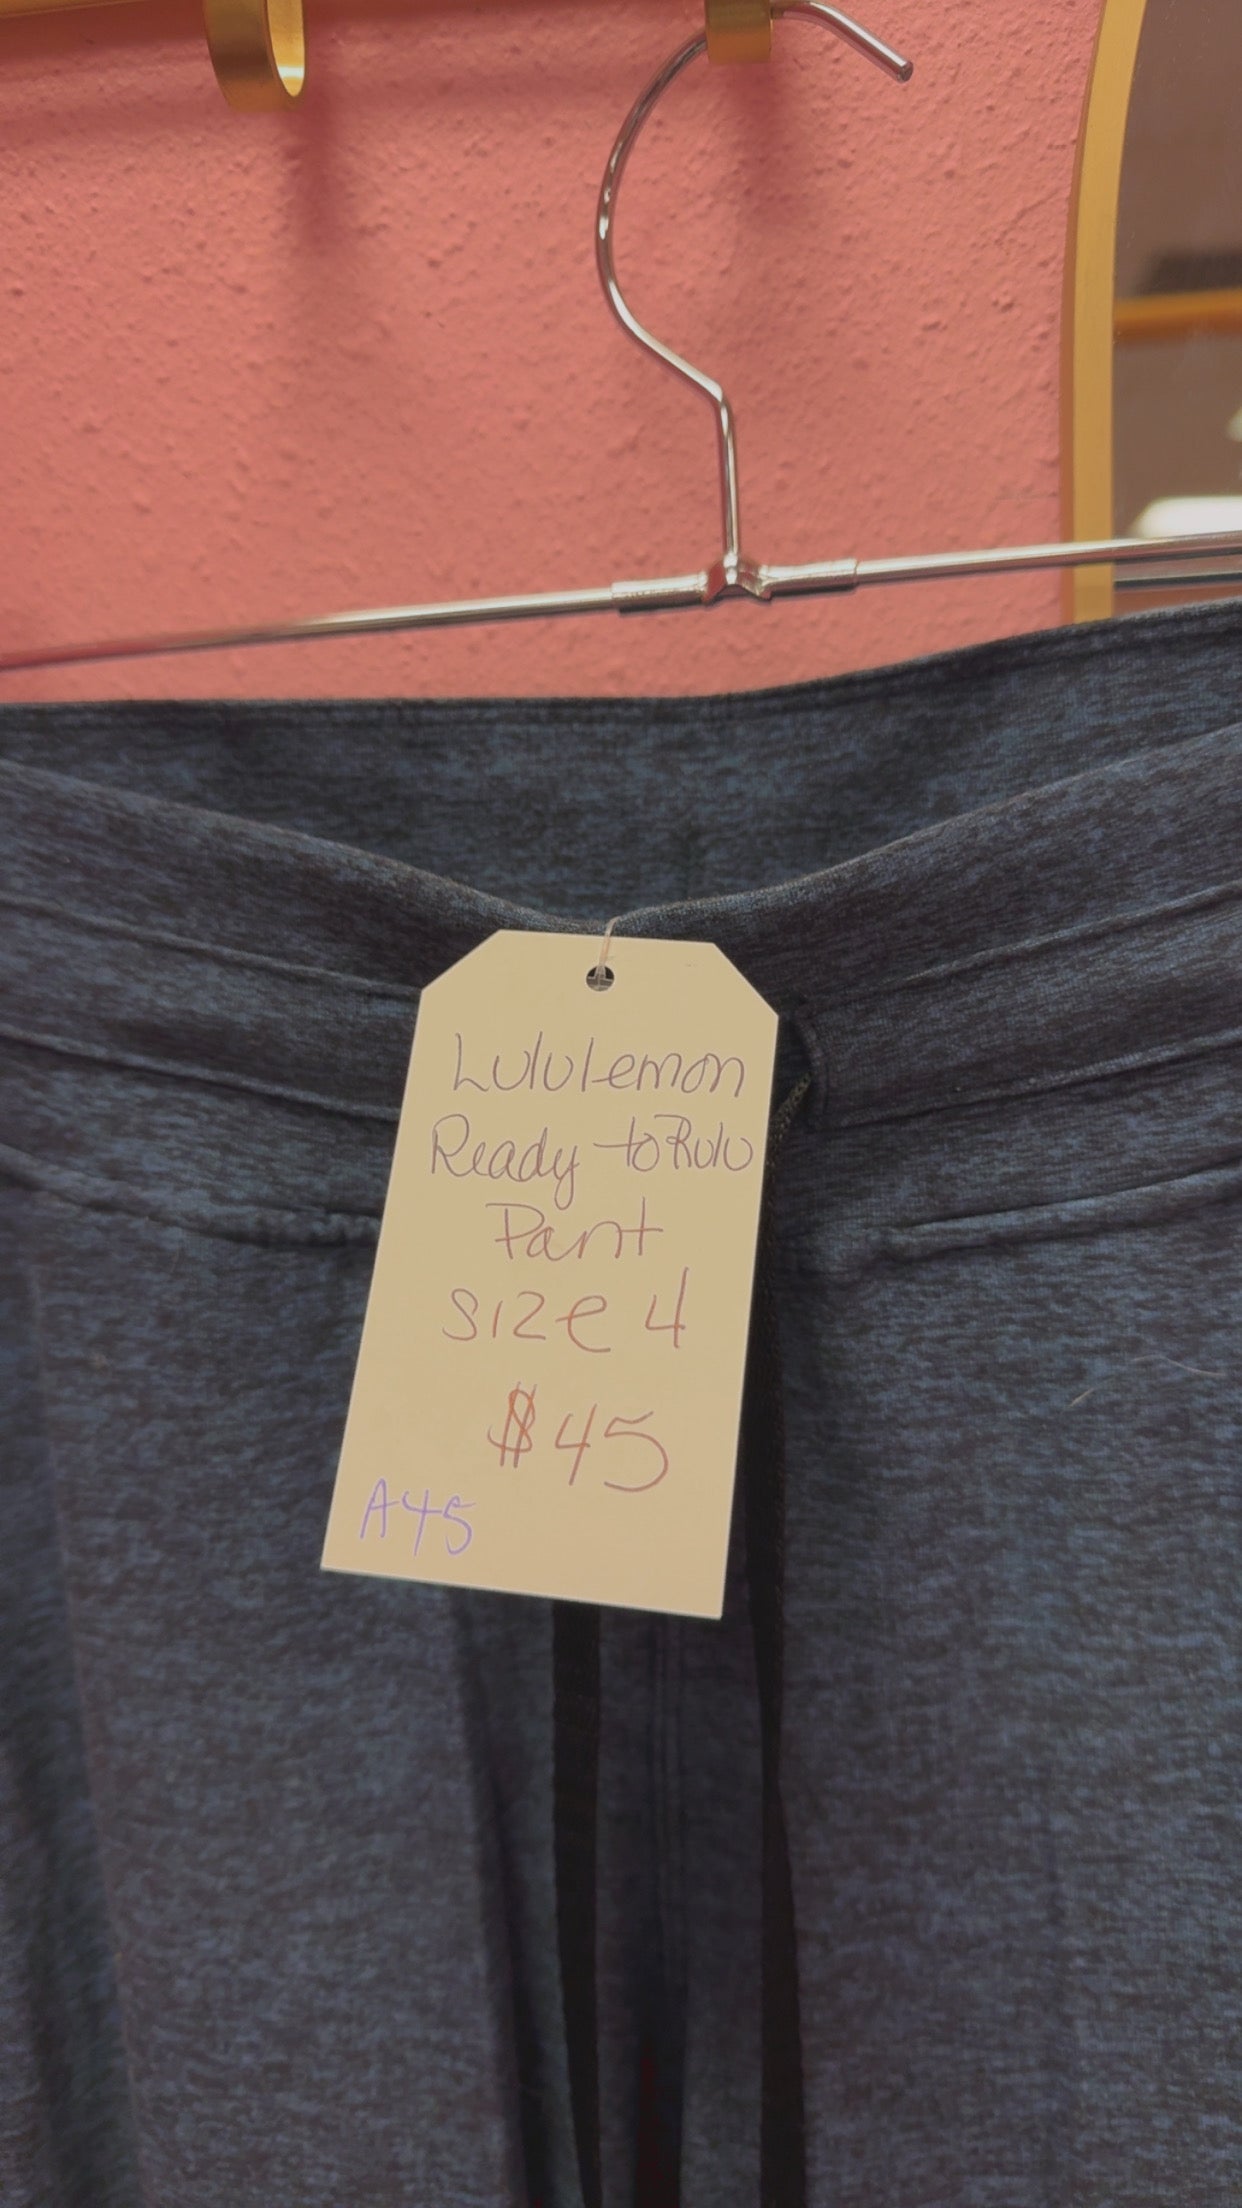 Lululemon
Ready to Rulu
Pant
Size 4
$45
A45